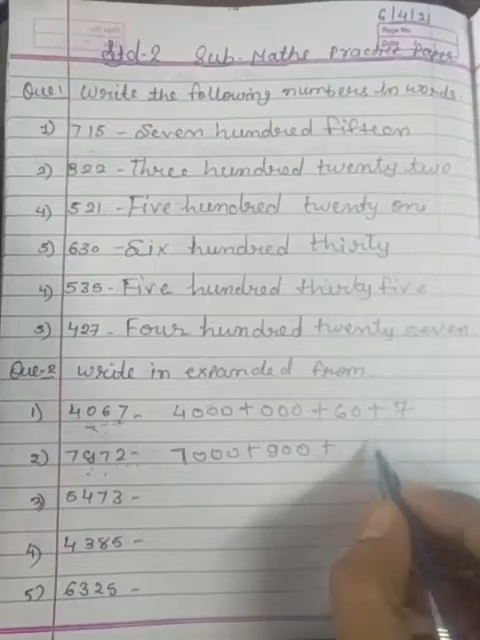 6/4/21
Std-2 Sub-Maths Practice Paper
Que:1 Write the following numbers In words
1) 715 - Seven hundred fifteen
2) 322 - Three hundred twenty two
4) 521 - Five hundred twenty one
5) 630 - Six hundred thirty
4) 535 - Five hundred thirty five
5) 427 - Four hundred twenty seven
Que-2 Write in expanded from
1) 4067 - 4000 + 000 + 60 + 7
2) 7972 - 7000 + 900 +
3) 5473 -
4) 4385 -
5) 6325 -